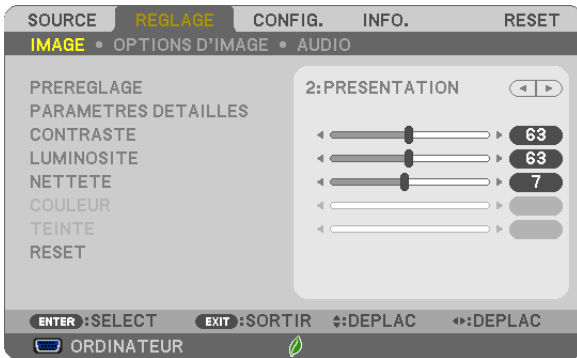 SOURCE REGLAGE CONFIG. INFO. RESET
IMAGE • OPTIONS D'IMAGE • AUDIO
PREREGLAGE 2:PRESENTATION
PARAMETRES DETAILLES
CONTRASTE 63
LUMINOSITE 63
NETTETE 7
COULEUR
TEINTE
RESET
ENTER :SELECT EXIT :SORTIR :DEPLAC :DEPLAC
ORDINATEUR